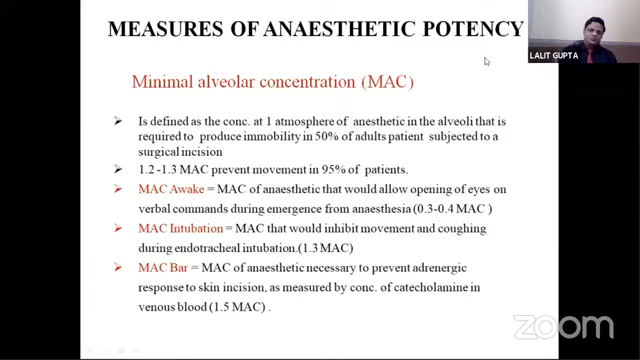 MEASURES OF ANAESTHETIC POTENCY
LALIT GUPTA
Minimal alveolar concentration (MAC)
Is defined as the conc. at 1 atmosphere of anesthetic in the alveoli that is
required to produce immobility in 50% of adults patient subjected to a
surgical incision
1.2 -1.3 MAC prevent movement in 95% of patients.
MAC Awake = MAC of anaesthetic that would allow opening of eyes on
verbal commands during emergence from anaesthesia (0.3-0.4 MAC )
MAC Intubation = MAC that would inhibit movement and coughing
during endotracheal intubation.(1.3 MAC)
MAC Bar = MAC of anaesthetic necessary to prevent adrenergic
response to skin incision, as measured by conc. of catecholamine in
venous blood (1.5 MAC) .
zoom